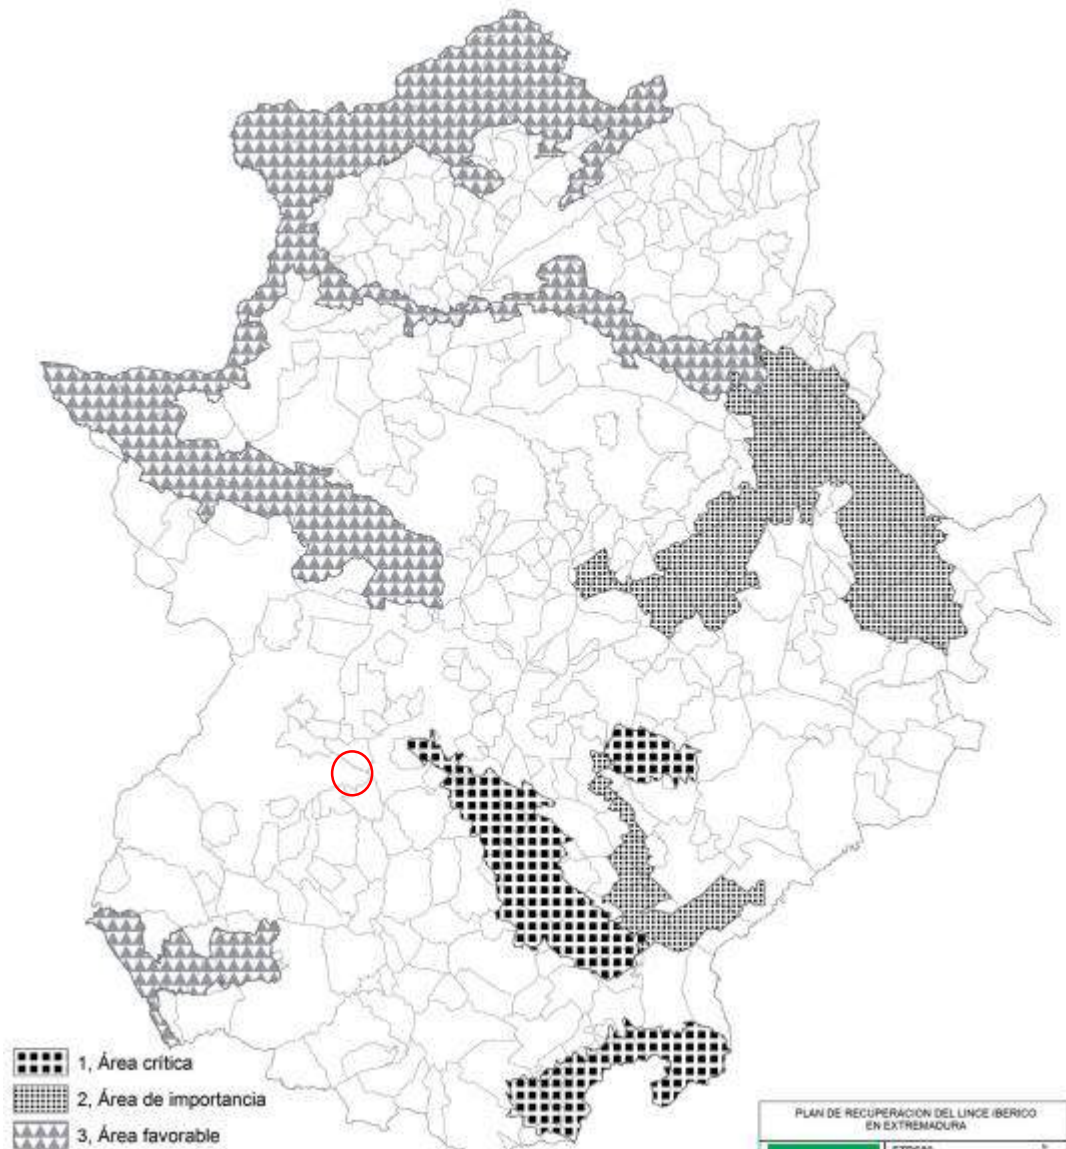 1, Área crítica
2, Área de importancia
3, Área favorable
PLAN DE RECUPERACION DEL LINCE IBERICO
EN EXTREMADURA